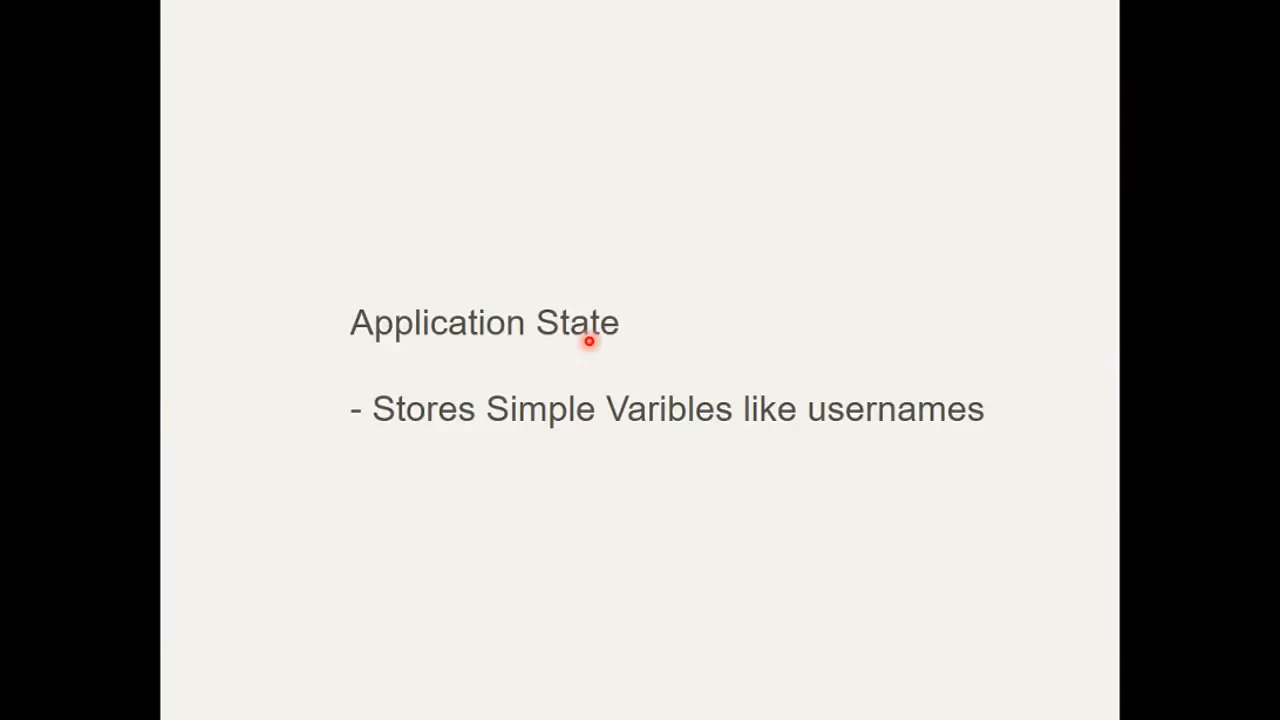 Application State
- Stores Simple Varibles like usernames